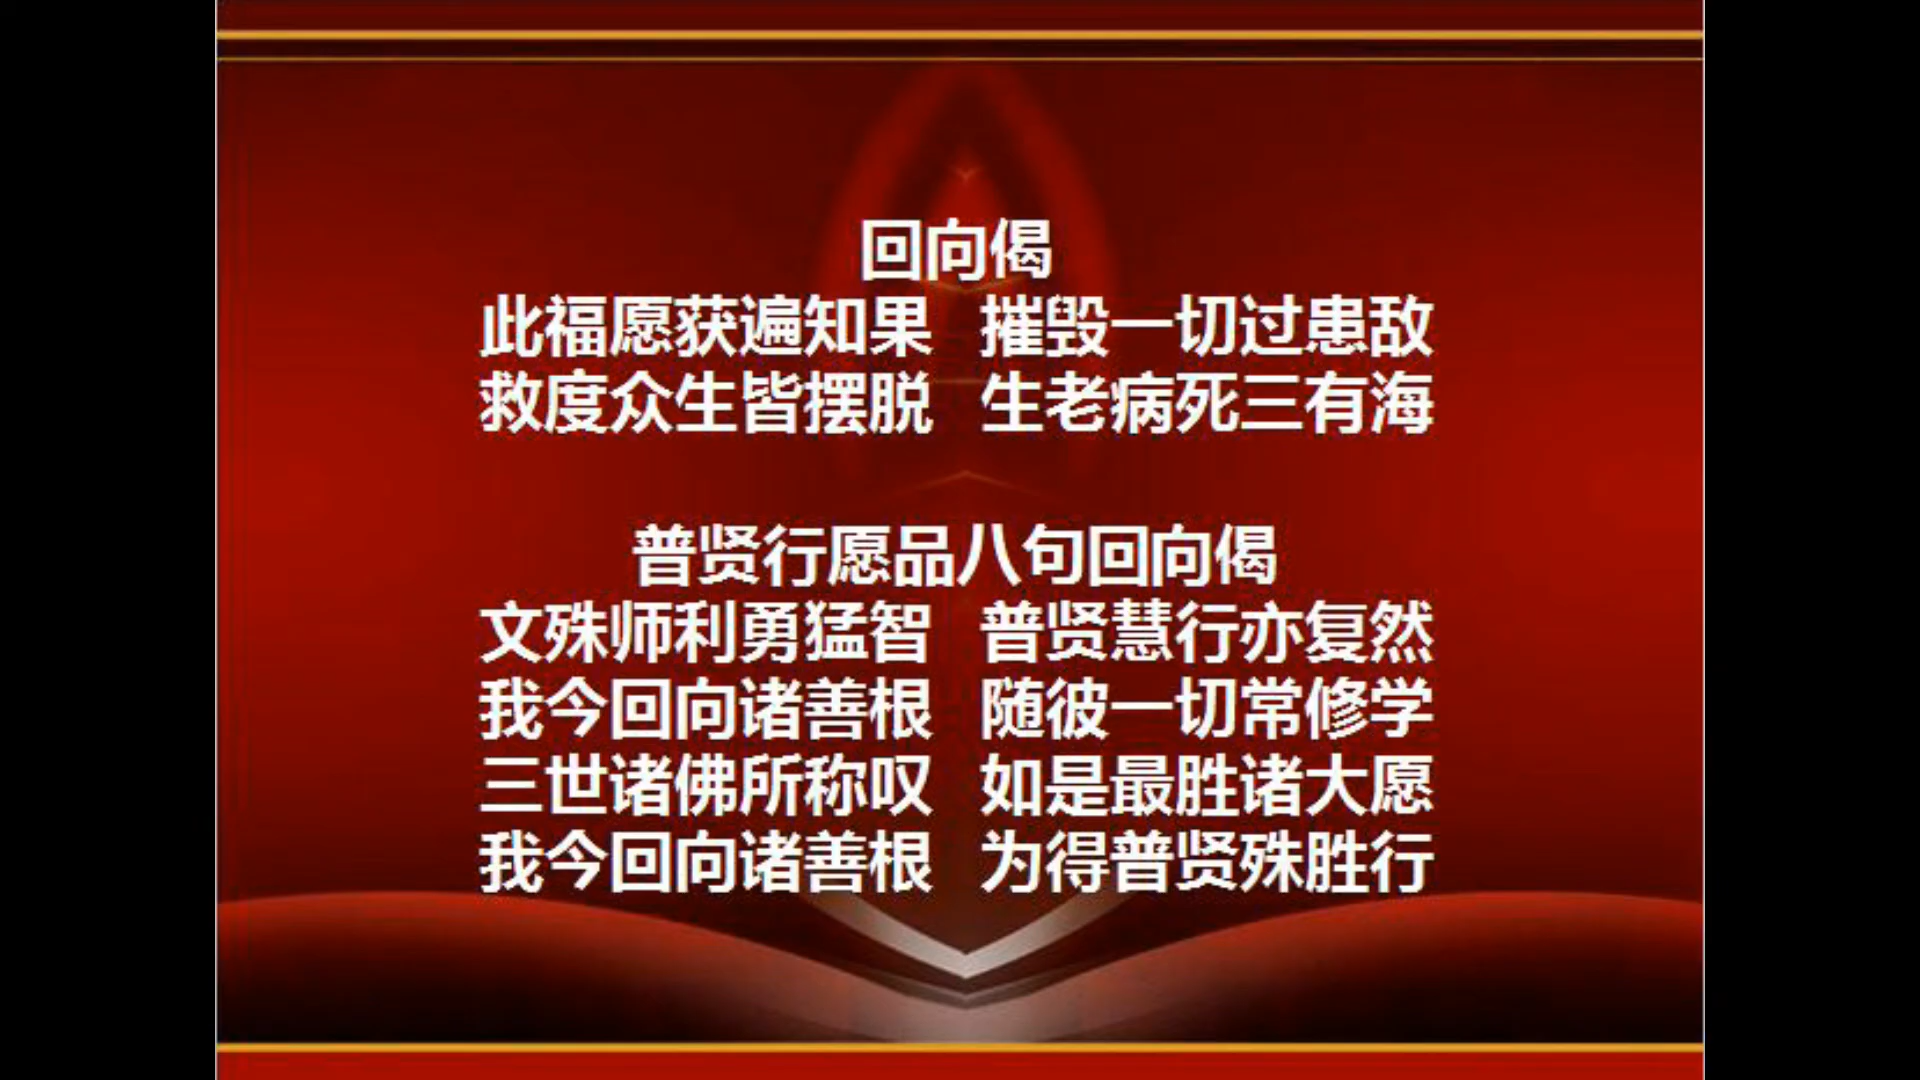 回向偈
此福愿获遍知果 摧毁一切过患敌
救度众生皆摆脱 生老病死三有海
普贤行愿品八句回向偈
文殊师利勇猛智 普贤慧行亦复然
我今回向诸善根 随彼一切常修学
三世诸佛所称叹 如是最胜诸大愿
我今回向诸善根 为得普贤殊胜行